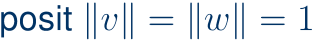 posit ‖v‖ = ‖w‖ = 1